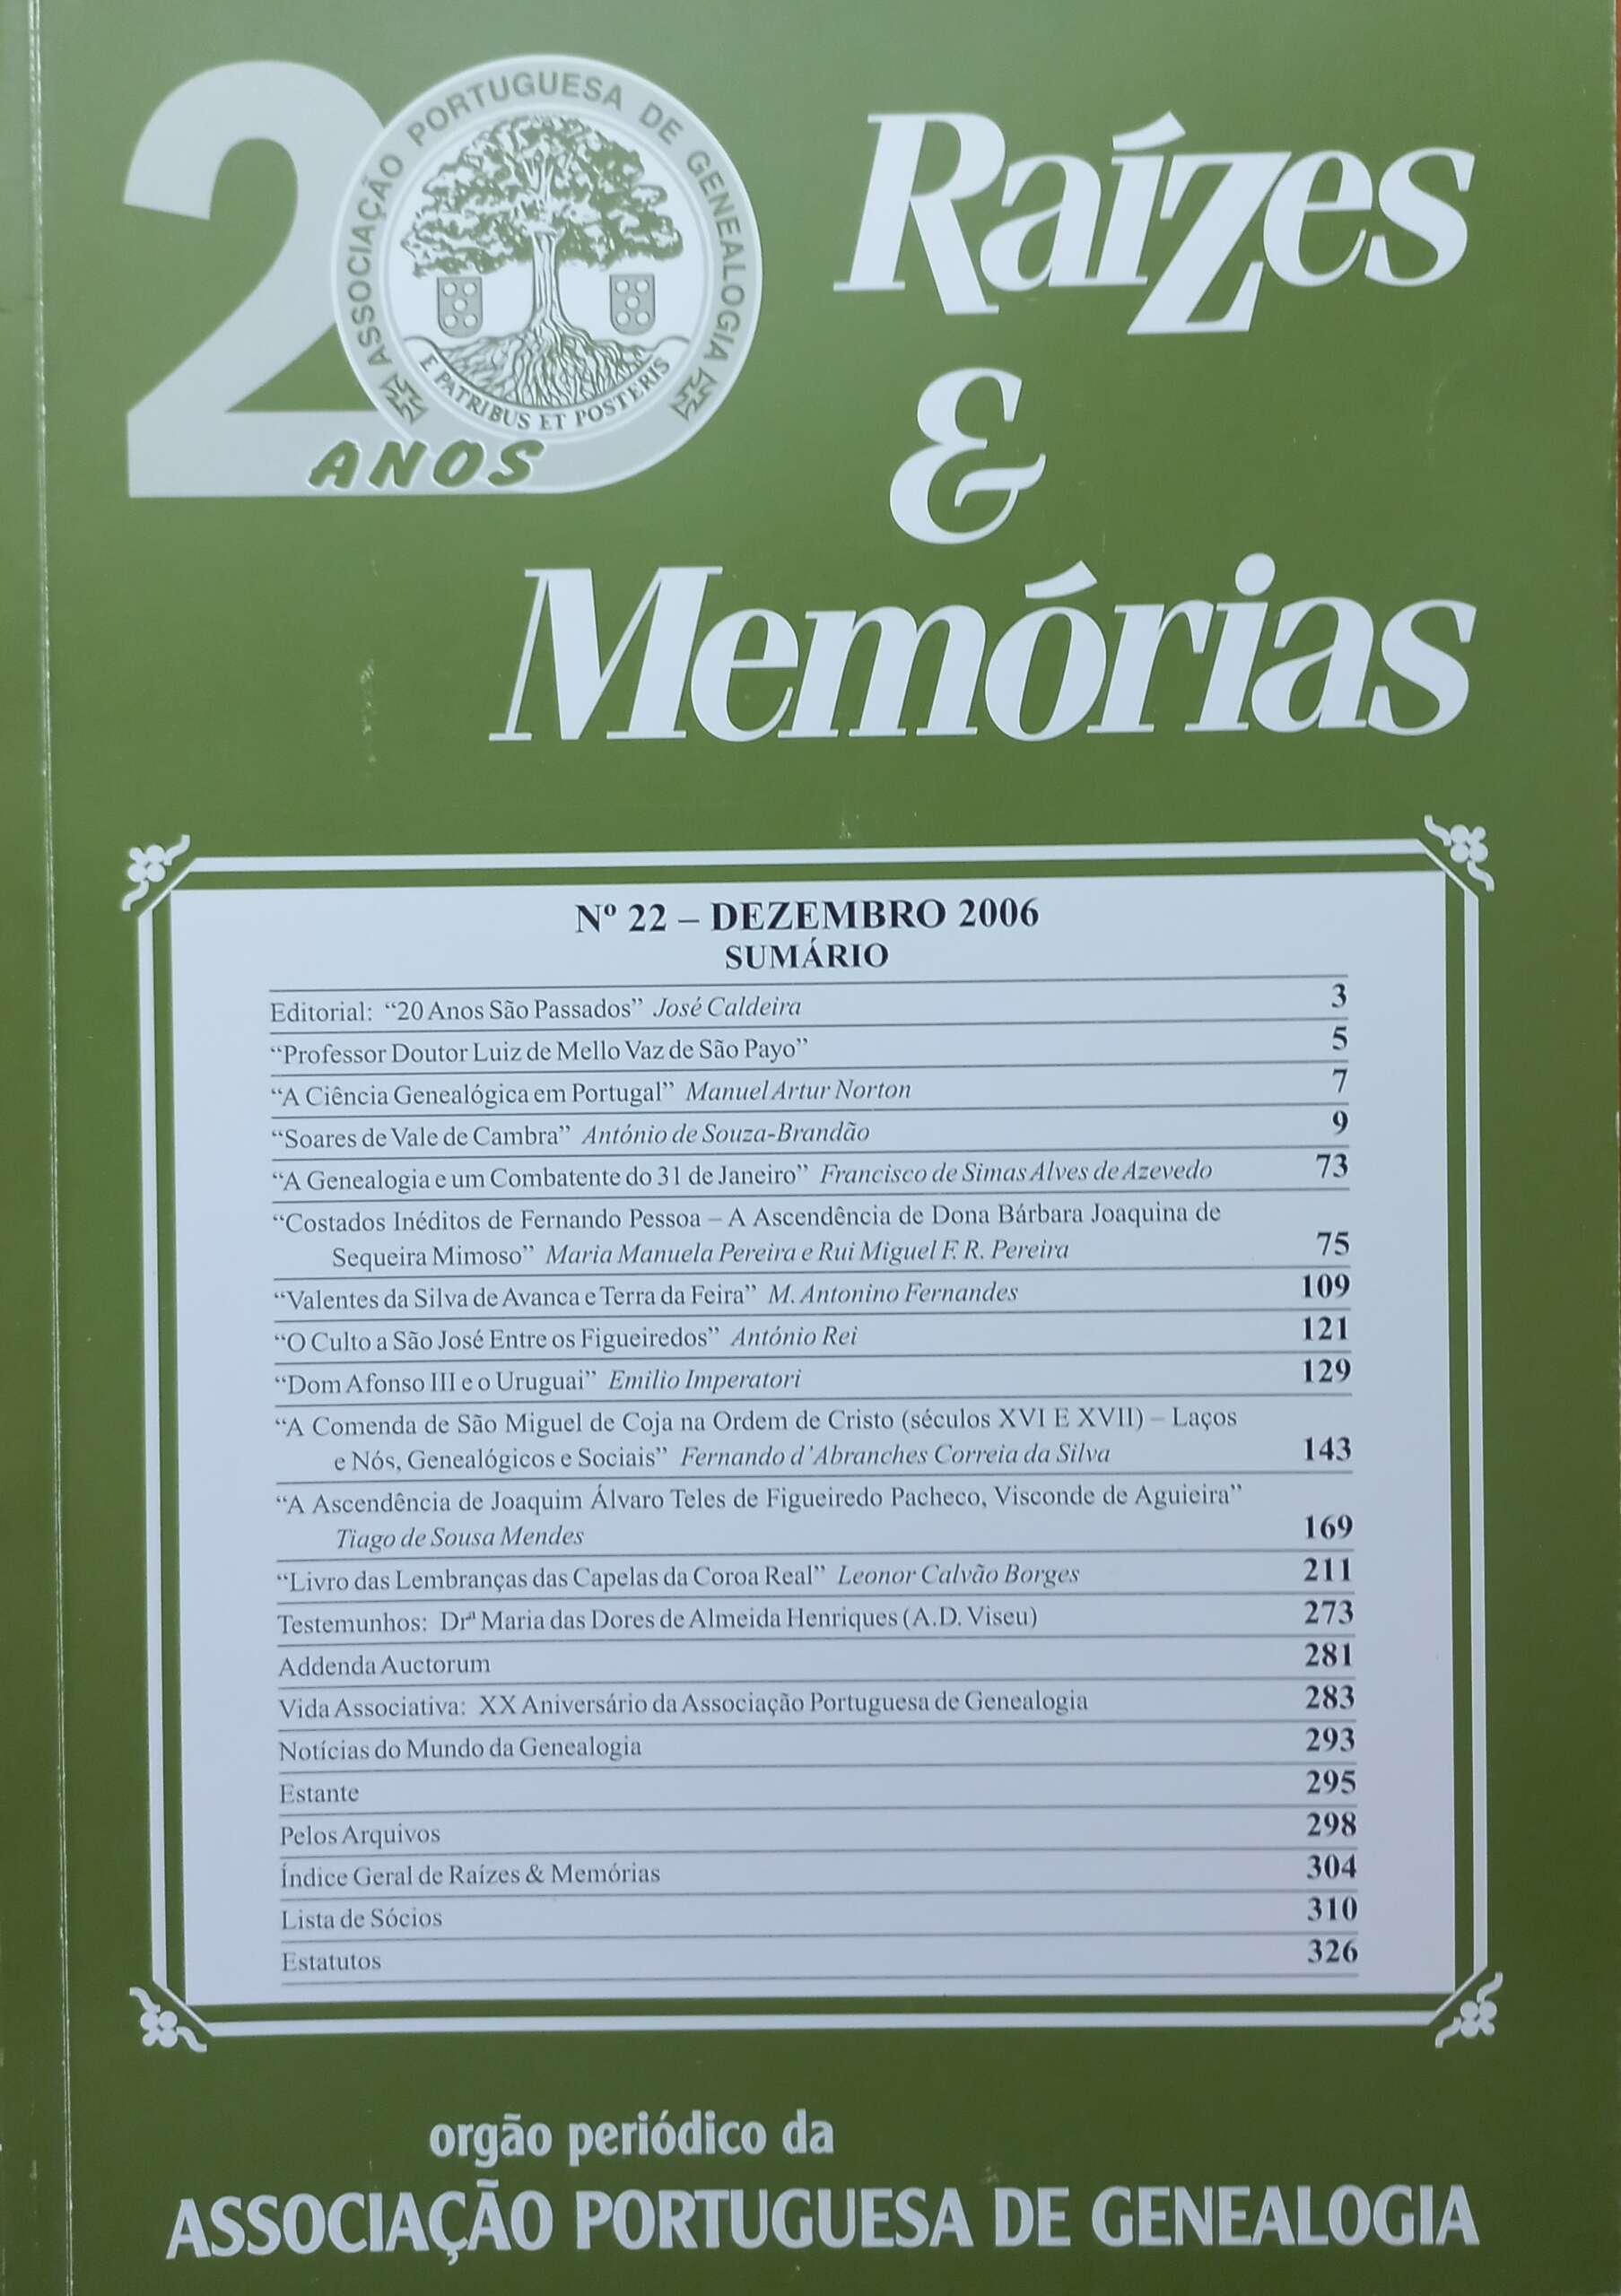 20
ASSOCIAÇÃO PORTUGUESA DE GENEALOGIA
E PATRIBUS ET POSTERIS
ANOS
Raízes
&
Memórias
Nº 22 – DEZEMBRO 2006
SUMÁRIO
Editorial: “20 Anos São Passados” José Caldeira 3
“Professor Doutor Luiz de Mello Vaz de São Payo” 5
“A Ciência Genealógica em Portugal” Manuel Artur Norton 7
“Soares de Vale de Cambra” António de Souza-Brandão 9
“A Genealogia e um Combatente do 31 de Janeiro” Francisco de Simas Alves de Azevedo 73
“Costados Inéditos de Fernando Pessoa – A Ascendência de Dona Bárbara Joaquina de
Sequeira Mimoso” Maria Manuela Pereira e Rui Miguel F. R. Pereira 75
“Valentes da Silva de Avanca e Terra da Feira” M. Antonino Fernandes 109
“O Culto a São José Entre os Figueiredos” António Rei 121
“Dom Afonso III e o Uruguai” Emilio Imperatori 129
“A Comenda de São Miguel de Coja na Ordem de Cristo (séculos XVI E XVII) – Laços
e Nós, Genealógicos e Sociais” Fernando d'Abranches Correia da Silva 143
“A Ascendência de Joaquim Álvaro Teles de Figueiredo Pacheco, Visconde de Aguieira”
Tiago de Sousa Mendes 169
“Livro das Lembranças das Capelas da Coroa Real” Leonor Calvão Borges 211
Testemunhos: Drª Maria das Dores de Almeida Henriques (A.D. Viseu) 273
Addenda Auctorum 281
Vida Associativa: XX Aniversário da Associação Portuguesa de Genealogia 283
Notícias do Mundo da Genealogia 293
Estante 295
Pelos Arquivos 298
Índice Geral de Raízes & Memórias 304
Lista de Sócios 310
Estatutos 326
orgão periódico da
ASSOCIAÇÃO PORTUGUESA DE GENEALOGIA